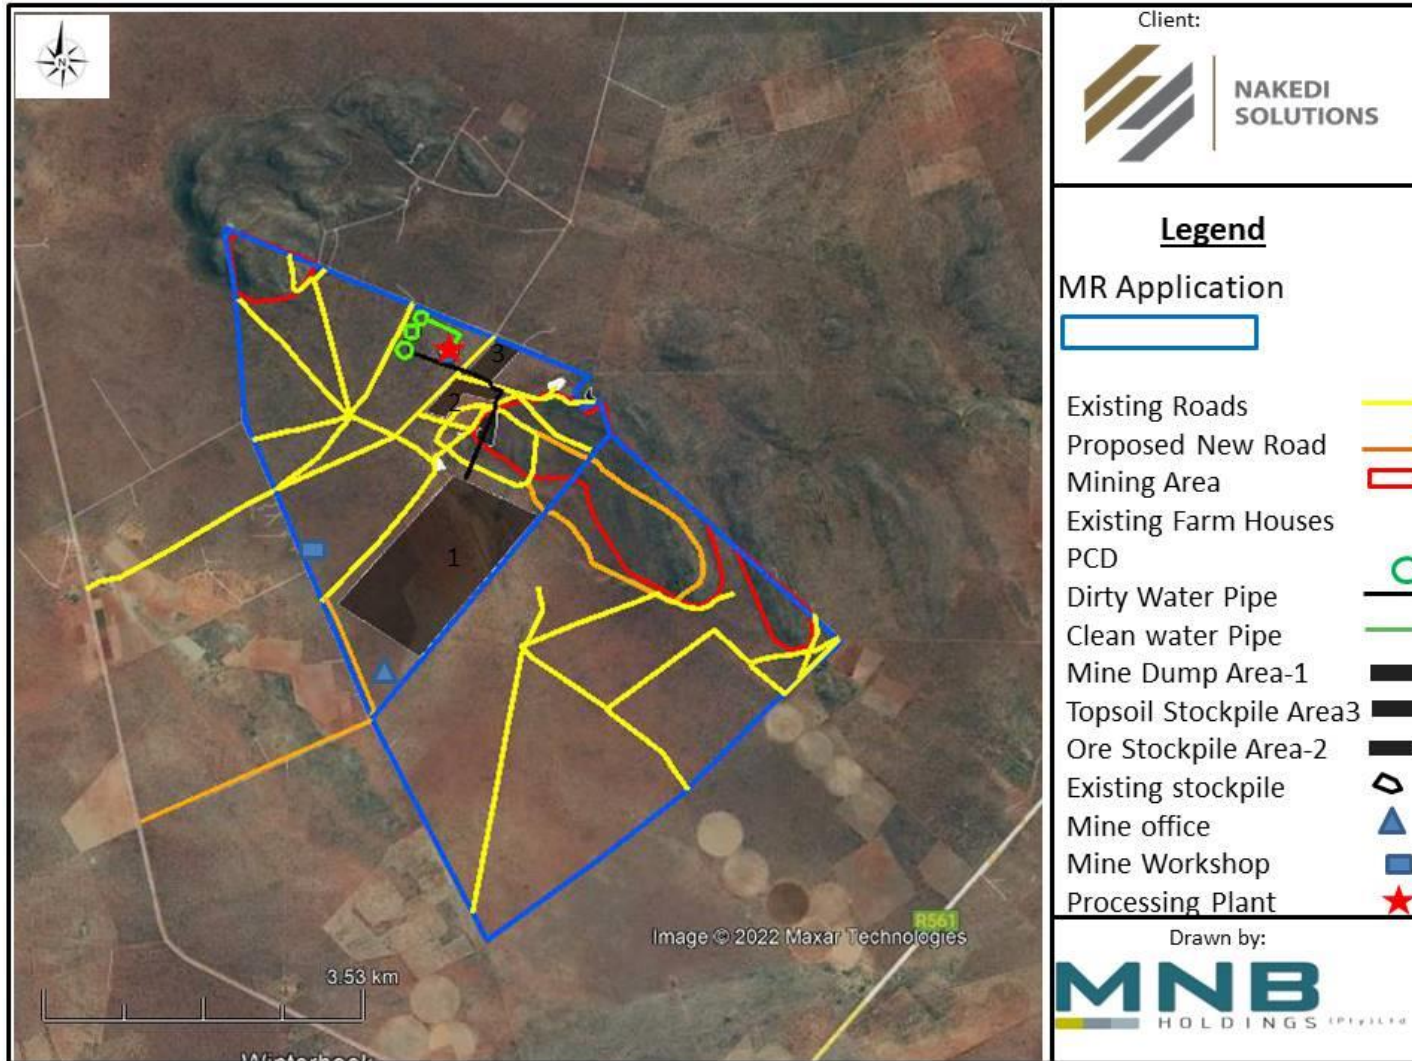 N
3
2
1
R561
Image © 2022 Maxar Technologies
3.53 km
Client:
NAKEDI
SOLUTIONS
Legend
MR Application
Existing Roads
Proposed New Road
Mining Area
Existing Farm Houses
PCD
Dirty Water Pipe
Clean water Pipe
Mine Dump Area-1
Topsoil Stockpile Area3
Ore Stockpile Area-2
Existing stockpile
Mine office
Mine Workshop
Processing Plant
Drawn by:
MNB
HOLDINGS (Pty) Ltd